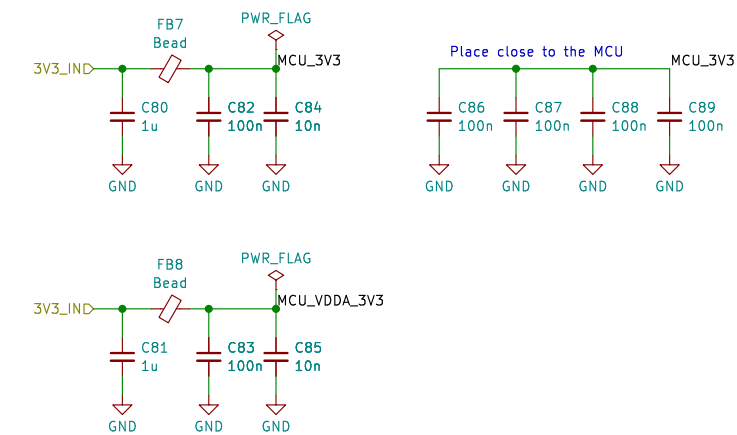 FB7
Bead
PWR_FLAG
3V3_IN
MCU_3V3
C80
1u
C82
100n
C84
10n
GND
GND
GND
Place close to the MCU
MCU_3V3
C86
100n
C87
100n
C88
100n
C89
100n
GND
GND
GND
GND
FB8
Bead
PWR_FLAG
3V3_IN
MCU_VDDA_3V3
C81
1u
C83
100n
C85
10n
GND
GND
GND